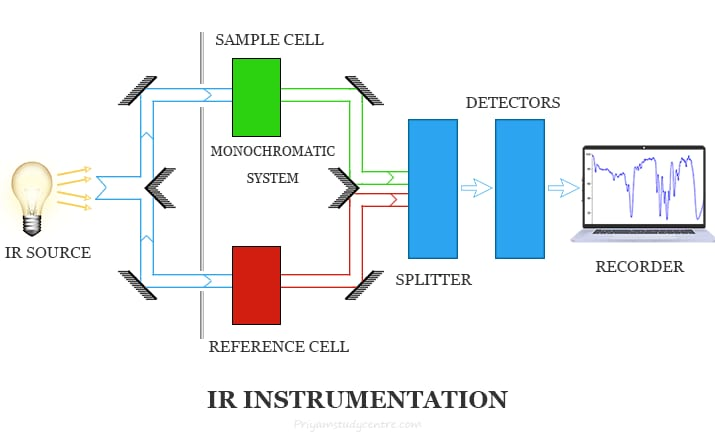 SAMPLE CELL
DETECTORS
MONOCHROMATIC
SYSTEM
IR SOURCE
RECORDER
SPLITTER
REFERENCE CELL
IR INSTRUMENTATION
Priyamstudycentre.com